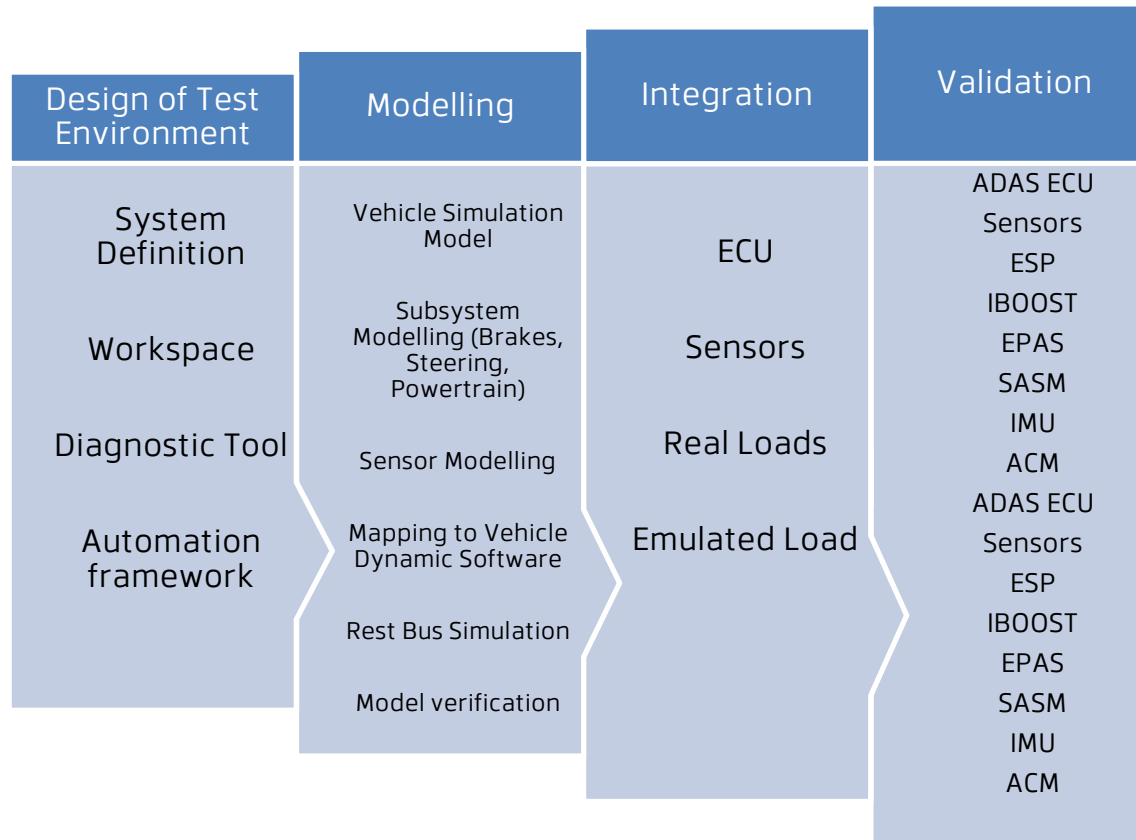 Design of Test
Environment
System
Definition
Workspace
Diagnostic Tool
Automation
framework
Modelling
Vehicle Simulation
Model
Subsystem
Modelling (Brakes,
Steering,
Powertrain)
Sensor Modelling
Mapping to Vehicle
Dynamic Software
Rest Bus Simulation
Model verification
Integration
ECU
Sensors
Real Loads
Emulated Load
Validation
ADAS ECU
Sensors
ESP
IBOOST
EPAS
SASM
IMU
ACM
ADAS ECU
Sensors
ESP
IBOOST
EPAS
SASM
IMU
ACM